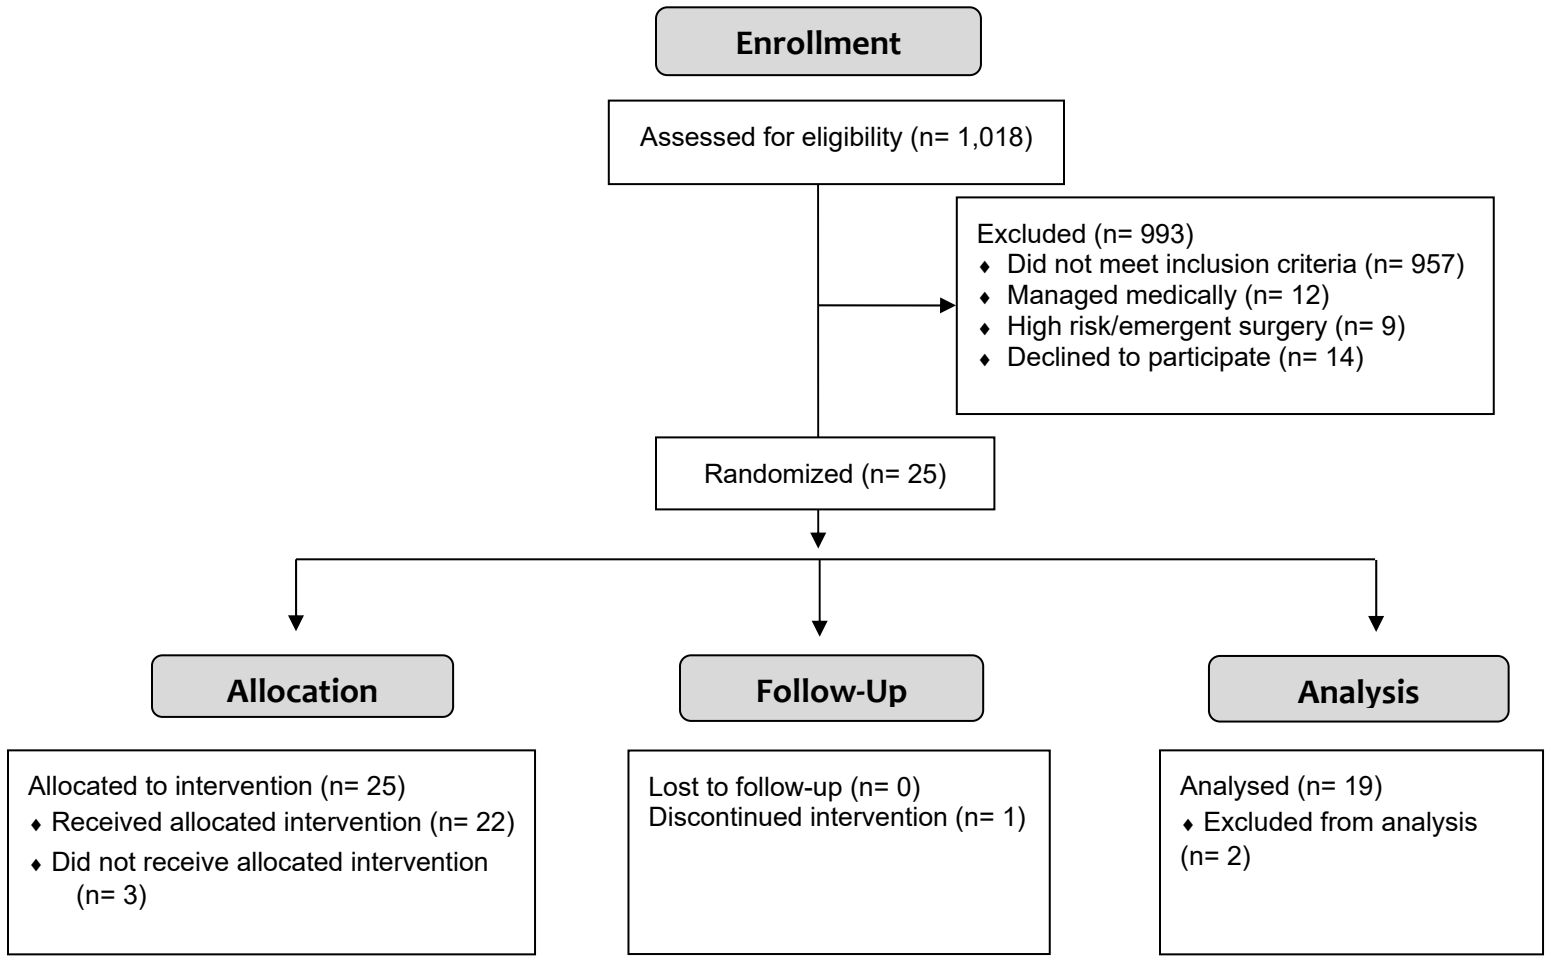 Enrollment
Assessed for eligibility (n= 1,018)
Excluded (n= 993)
♦ Did not meet inclusion criteria (n= 957)
♦ Managed medically (n= 12)
♦ High risk/emergent surgery (n= 9)
♦ Declined to participate (n= 14)
Randomized (n= 25)
Allocation
Allocated to intervention (n= 25)
♦ Received allocated intervention (n= 22)
♦ Did not receive allocated intervention
(n= 3)
Follow-Up
Lost to follow-up (n= 0)
Discontinued intervention (n= 1)
Analysis
Analysed (n= 19)
♦ Excluded from analysis
(n= 2)